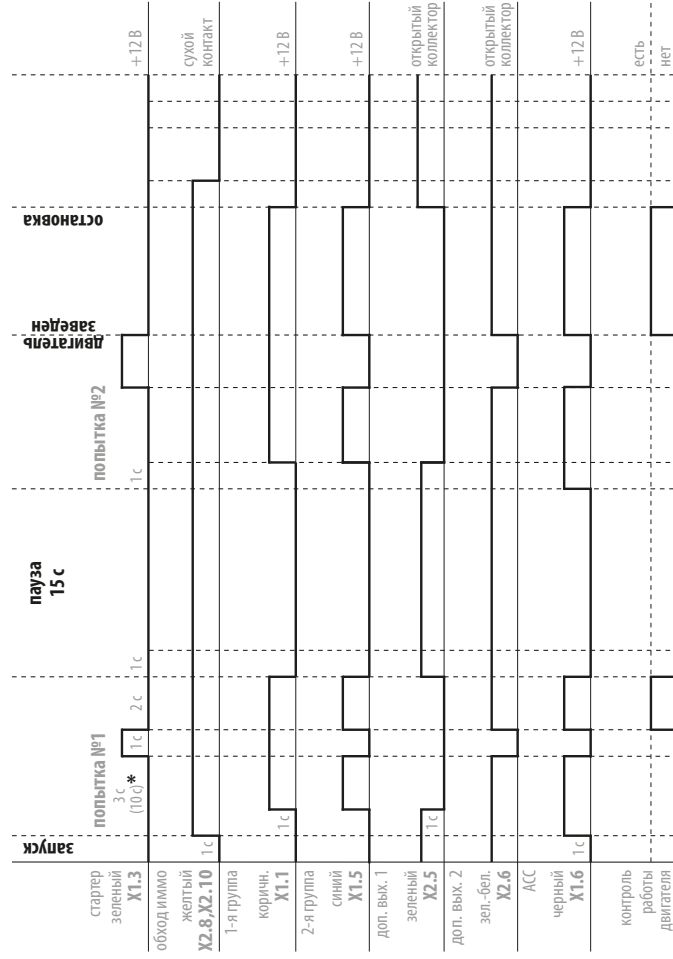 запуск
попытка №1
3 с
(10 с)*
1 с
2 с
1 с
пауза
15 с
попытка №2
1 с
двигатель
заведен
остановка
стартер
зеленый
X1.3
+12 В
обход иммо
желтый
X2.8,X2.10
1 с
сухой
контакт
1-я группа
коричн.
X1.1
1 с
+12 В
2-я группа
синий
X1.5
+12 В
доп. вых. 1
зеленый
X2.5
1 с
открытый
коллектор
доп. вых. 2
зел.-бел.
X2.6
открытый
коллектор
АСС
черный
X1.6
1 с
+12 В
контроль
работы
двигателя
есть
нет